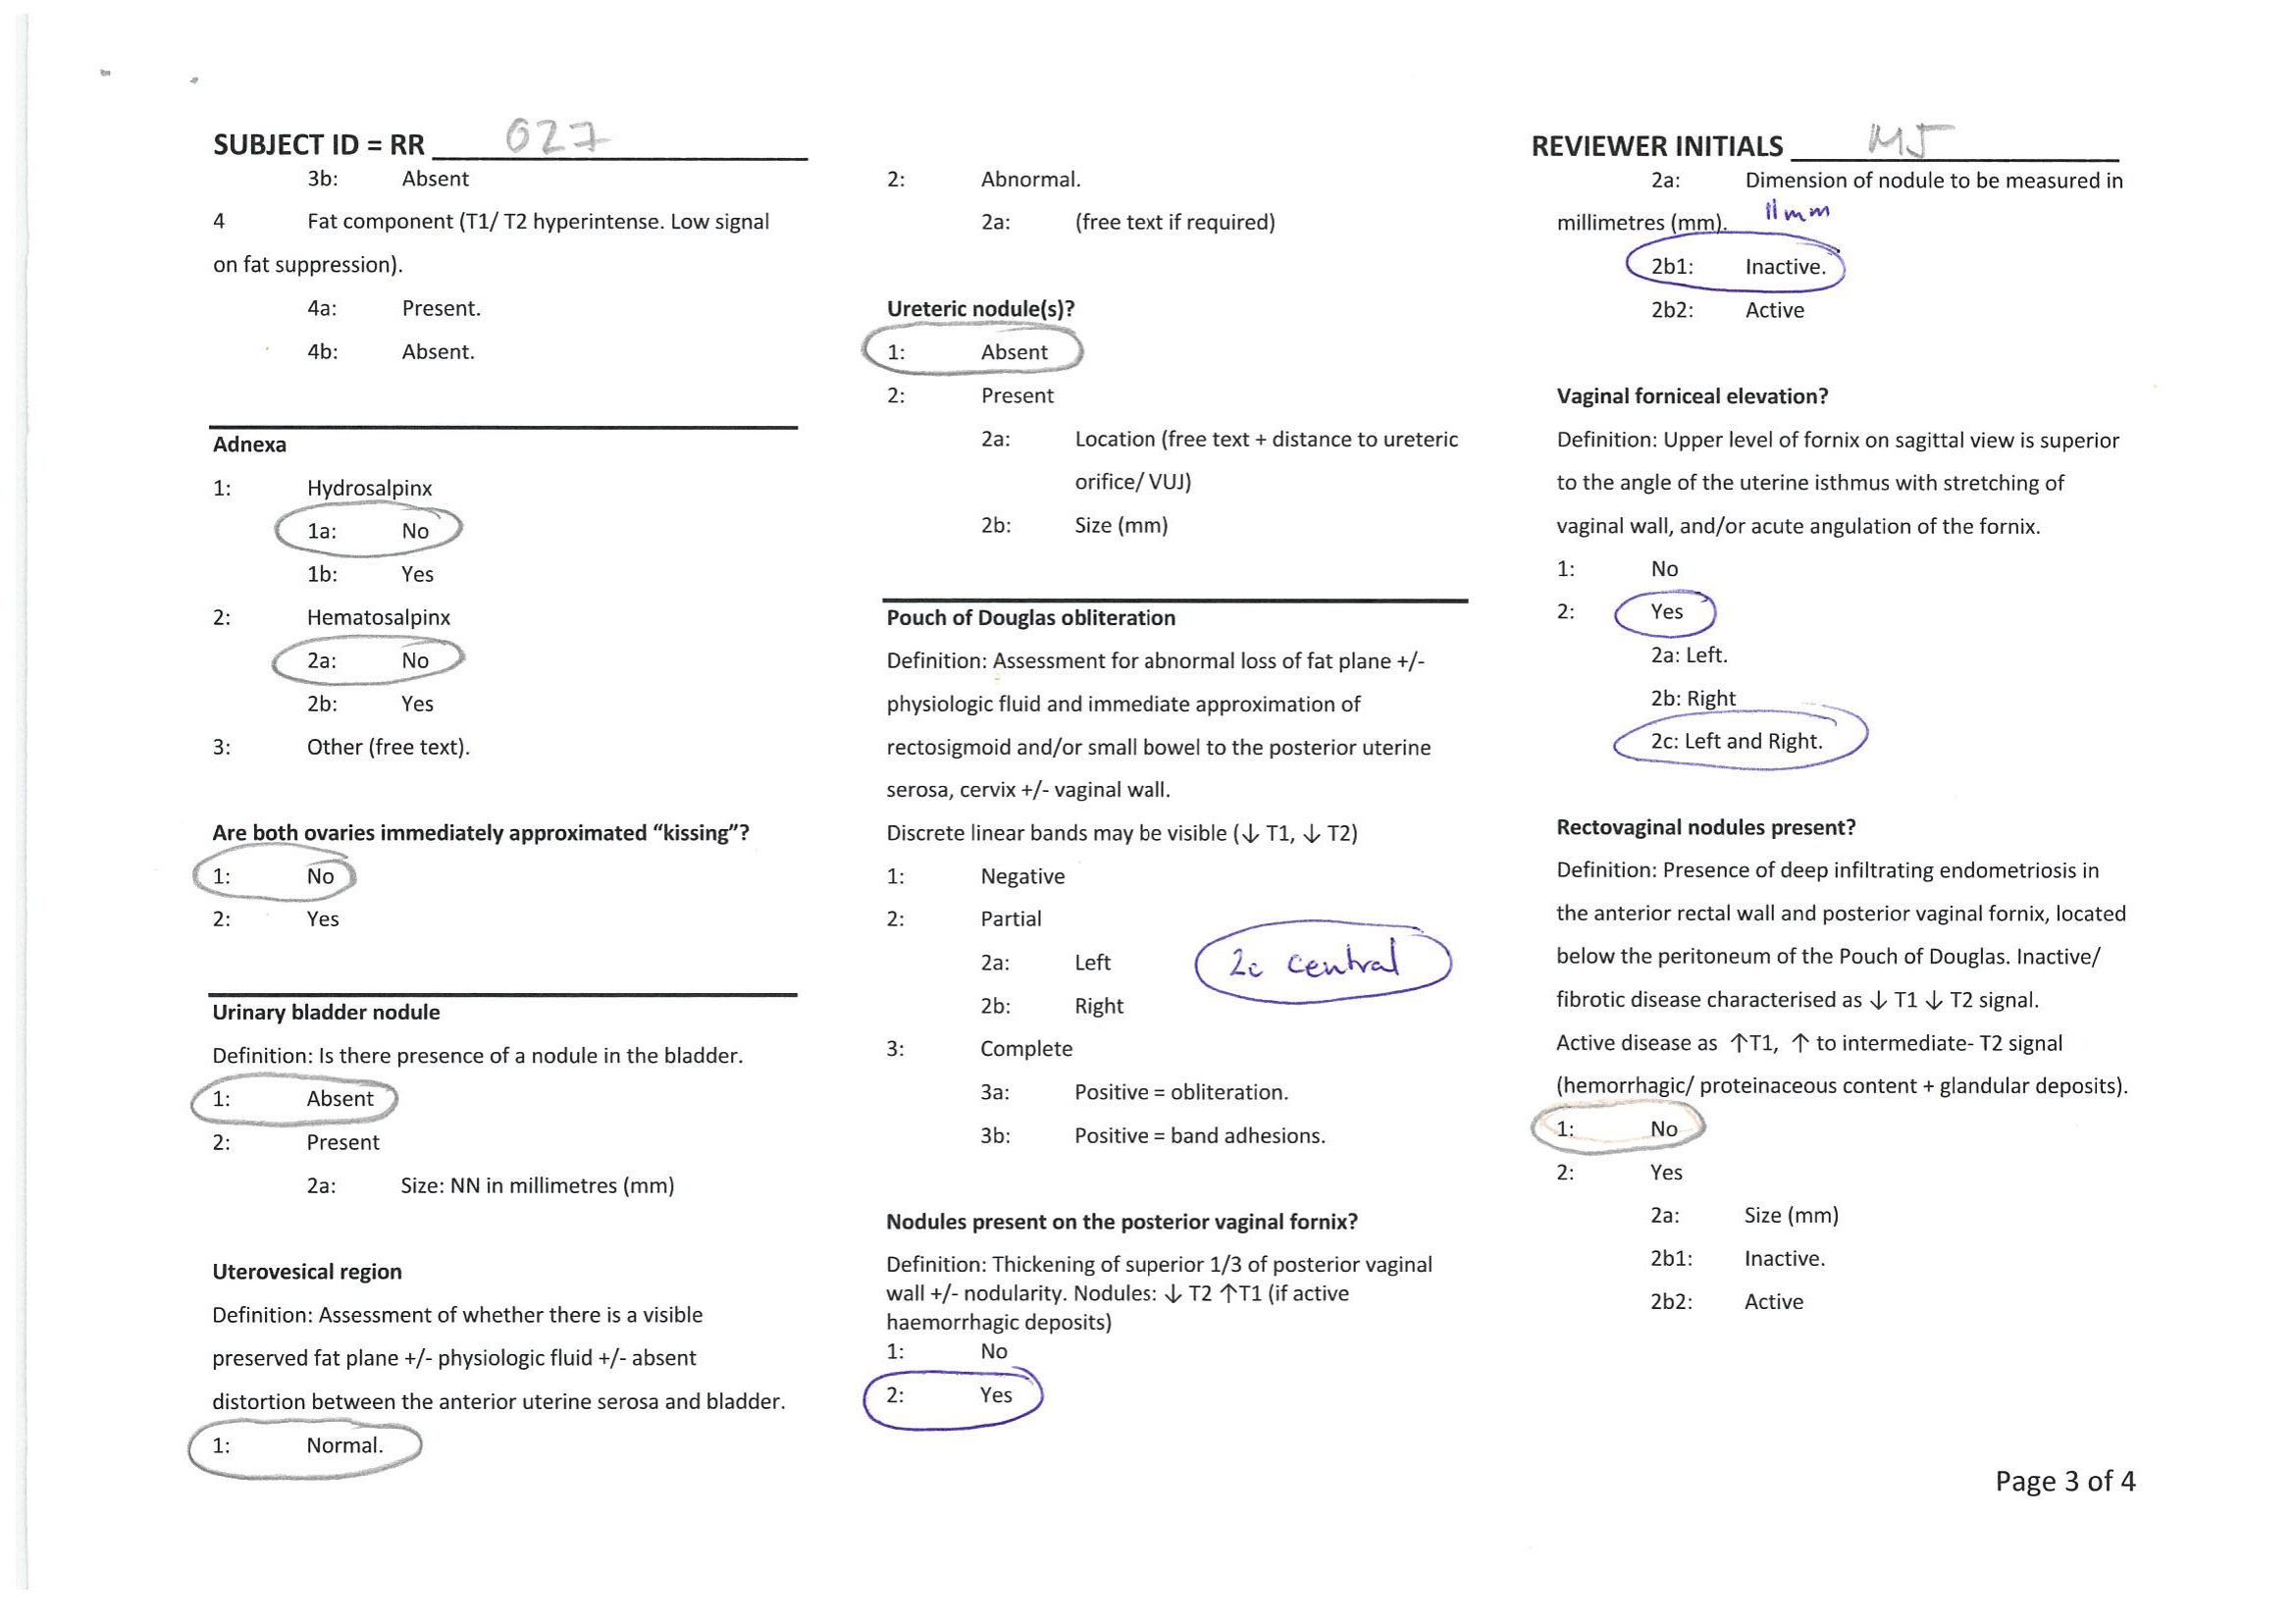 SUBJECT ID = RR 027
3b: Absent
4 Fat component (T1/ T2 hyperintense. Low signal
on fat suppression).
4a: Present.
4b: Absent.
Adnexa
1: Hydrosalpinx
1a: No
1b: Yes
2: Hematosalpinx
2a: No
2b: Yes
3: Other (free text).
Are both ovaries immediately approximated “kissing”?
1: No
2: Yes
Urinary bladder nodule
Definition: Is there presence of a nodule in the bladder.
1: Absent
2: Present
2a: Size: NN in millimetres (mm)
Uterovesical region
Definition: Assessment of whether there is a visible
preserved fat plane +/- physiologic fluid +/- absent
distortion between the anterior uterine serosa and bladder.
1: Normal.
2: Abnormal.
2a: (free text if required)
Ureteric nodule(s)?
1: Absent
2: Present
2a: Location (free text + distance to ureteric
orifice/ VUJ)
2b: Size (mm)
Pouch of Douglas obliteration
Definition: Assessment for abnormal loss of fat plane +/-
physiologic fluid and immediate approximation of
rectosigmoid and/or small bowel to the posterior uterine
serosa, cervix +/- vaginal wall.
Discrete linear bands may be visible (↓ T1, ↓ T2)
1: Negative
2: Partial
2a: Left
2c central
2b: Right
3: Complete
3a: Positive = obliteration.
3b: Positive = band adhesions.
Nodules present on the posterior vaginal fornix?
Definition: Thickening of superior 1/3 of posterior vaginal
wall +/- nodularity. Nodules: ↓ T2 ↑T1 (if active
haemorrhagic deposits)
1: No
2: Yes
REVIEWER INITIALS MJ
2a: Dimension of nodule to be measured in
millimetres (mm). 11mm
2b1: Inactive.
2b2: Active
Vaginal forniceal elevation?
Definition: Upper level of fornix on sagittal view is superior
to the angle of the uterine isthmus with stretching of
vaginal wall, and/or acute angulation of the fornix.
1: No
2: Yes
2a: Left.
2b: Right
2c: Left and Right.
Rectovaginal nodules present?
Definition: Presence of deep infiltrating endometriosis in
the anterior rectal wall and posterior vaginal fornix, located
below the peritoneum of the Pouch of Douglas. Inactive/
fibrotic disease characterised as ↓ T1 ↓ T2 signal.
Active disease as ↑T1, ↑ to intermediate- T2 signal
(hemorrhagic/ proteinaceous content + glandular deposits).
1: No
2: Yes
2a: Size (mm)
2b1: Inactive.
2b2: Active
Page 3 of 4